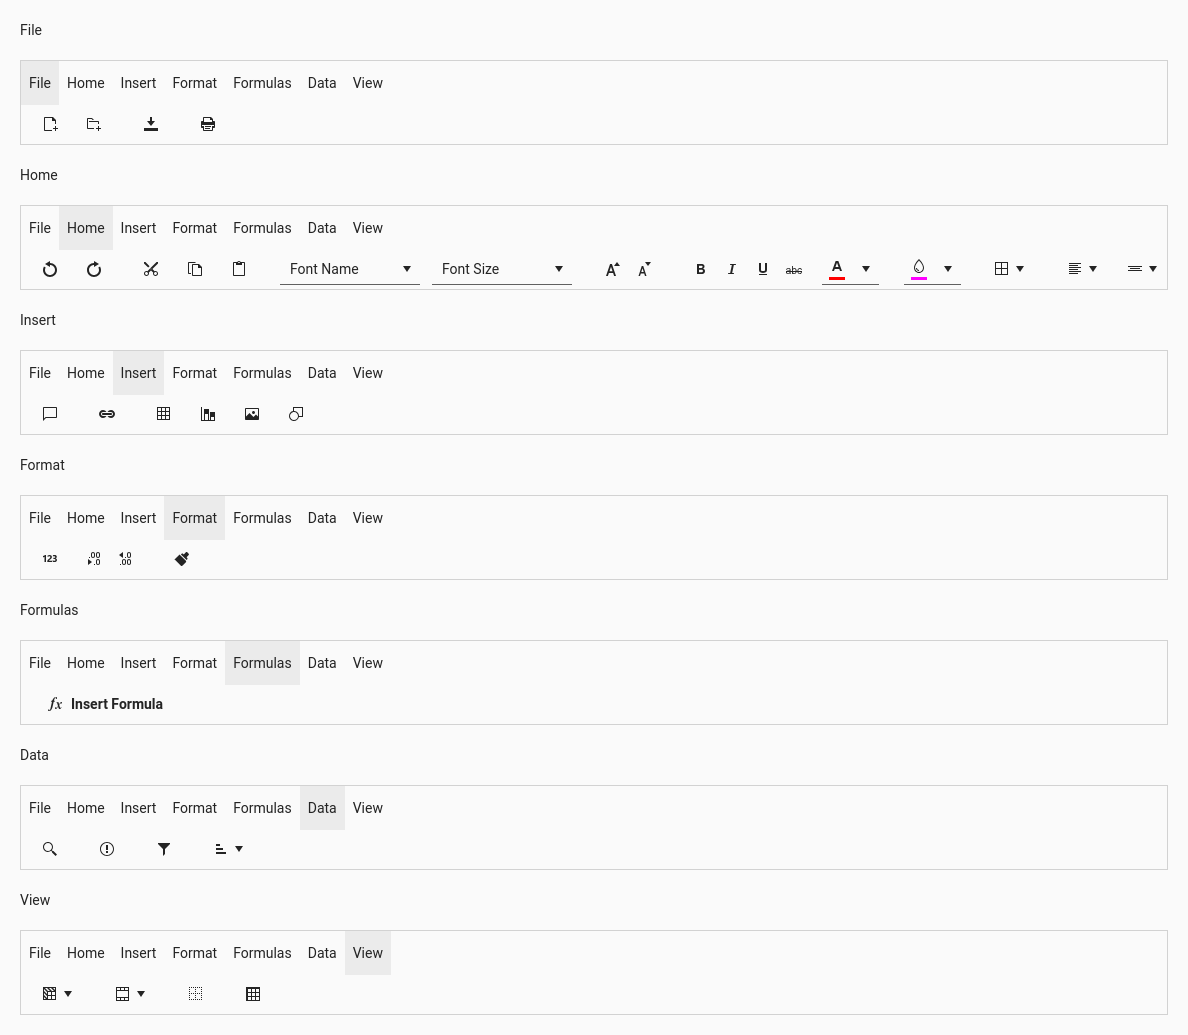 File
File Home Insert Format Formulas Data View
Home
File Home Insert Format Formulas Data View
Font Name Font Size A A B I U abc A
Insert
File Home Insert Format Formulas Data View
Format
File Home Insert Format Formulas Data View
123 .00 .0 .0 .00
Formulas
File Home Insert Format Formulas Data View
fx Insert Formula
Data
File Home Insert Format Formulas Data View
View
File Home Insert Format Formulas Data View